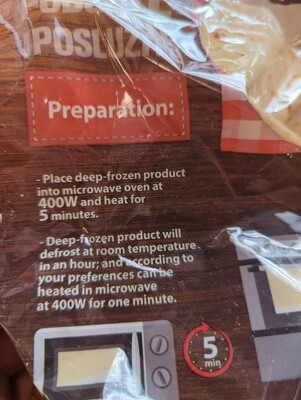 POSLUŽI
Preparation:
- Place deep-frozen product
into microwave oven at
400W and heat for
5 minutes.
- Deep-frozen product will
defrost at room temperature
in an hour; and according to
your preferences can be
heated in microwave
at 400W for one minute.
5
min